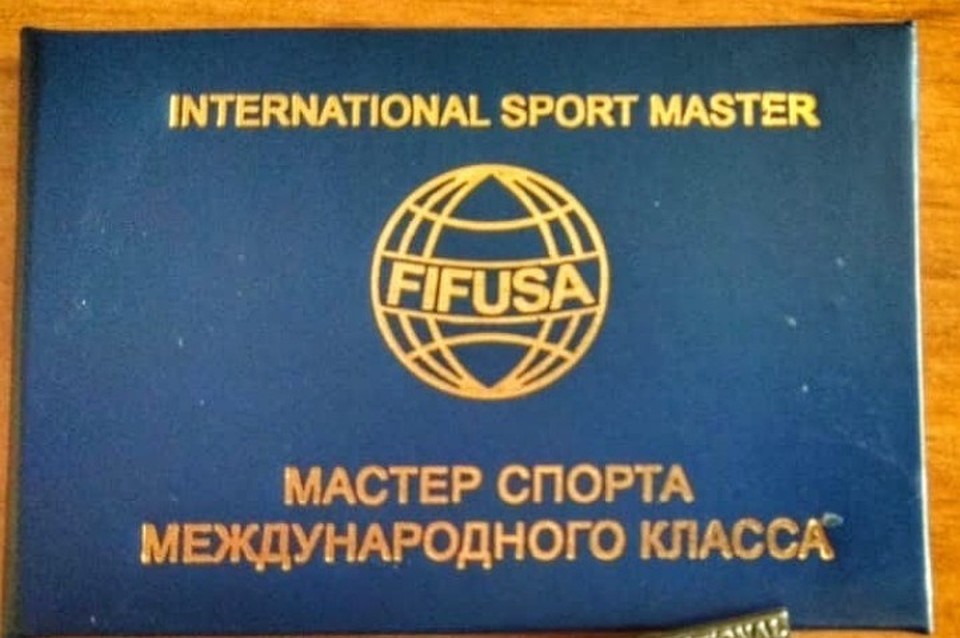 INTERNATIONAL SPORT MASTER
FIFUSA
МАСТЕР СПОРТА
МЕЖДУНАРОДНОГО КЛАССА